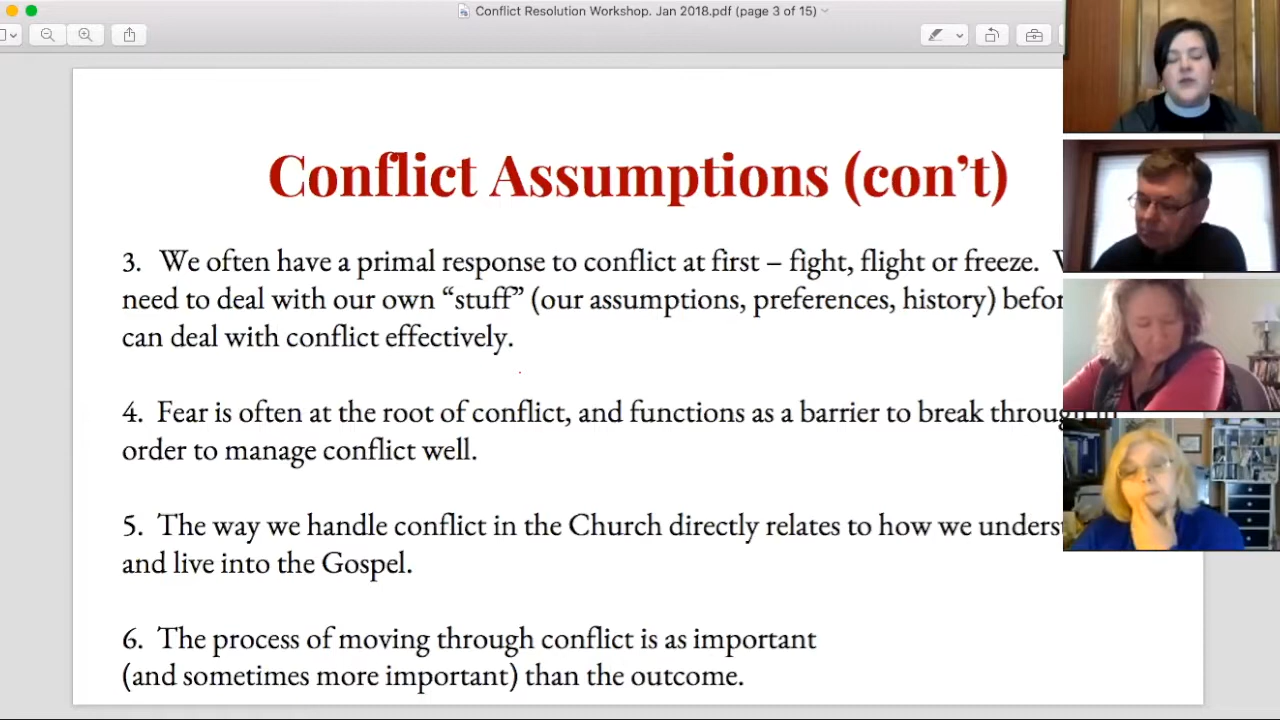 Conflict Resolution Workshop. Jan 2018.pdf (page 3 of 15)
Conflict Assumptions (con’t)
3. We often have a primal response to conflict at first – fight, flight or freeze.
need to deal with our own “stuff” (our assumptions, preferences, history)
can deal with conflict effectively.
4. Fear is often at the root of conflict, and functions as a barrier to break through in
order to manage conflict well.
5. The way we handle conflict in the Church directly relates to how we
and live into the Gospel.
6. The process of moving through conflict is as important
(and sometimes more important) than the outcome.